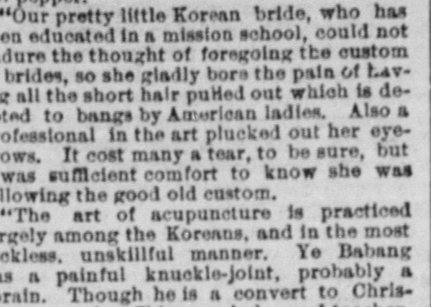 "Our pretty little Korean bride, who has
en educated in a mission school, could not
dure the thought of foregoing the custom
brides, so she gladly bore the pain of hav-
g all the short hair pulled out which is de-
ted to bangs by American ladies. Also a
ofessional in the art plucked out her eye-
ows. It cost many a tear, to be sure, but
was sufficient comfort to know she was
llowing the good old custom.
"The art of acupuncture is practiced
rgely among the Koreans, and in the most
ckless, unskillful manner. Ye Babang
as a painful knuckle-joint, probably a
rain. Though he is a convert to Chris-